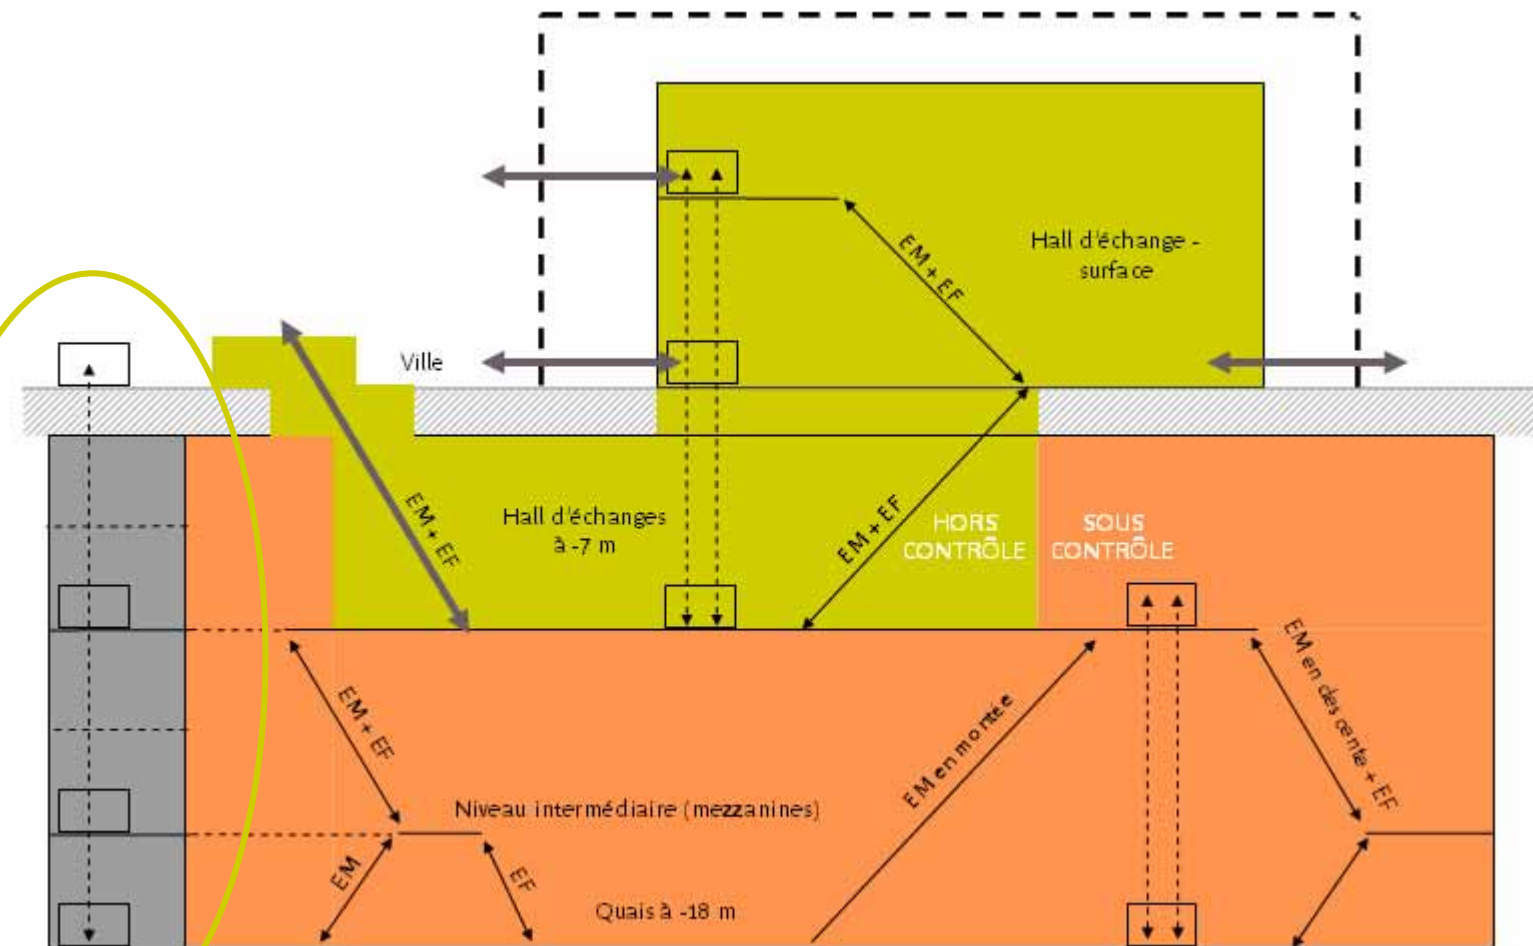 Hall d'échange -
surface
EM + EF
Ville
EM + EF
Hall d'échanges
à -7 m
EM + EF
HORS
CONTRÔLE
SOUS
CONTRÔLE
EM + EF
EM en montée
EM en descente + EF
Niveau intermédiaire (mezzanines)
EM
EF
Quais à -18 m